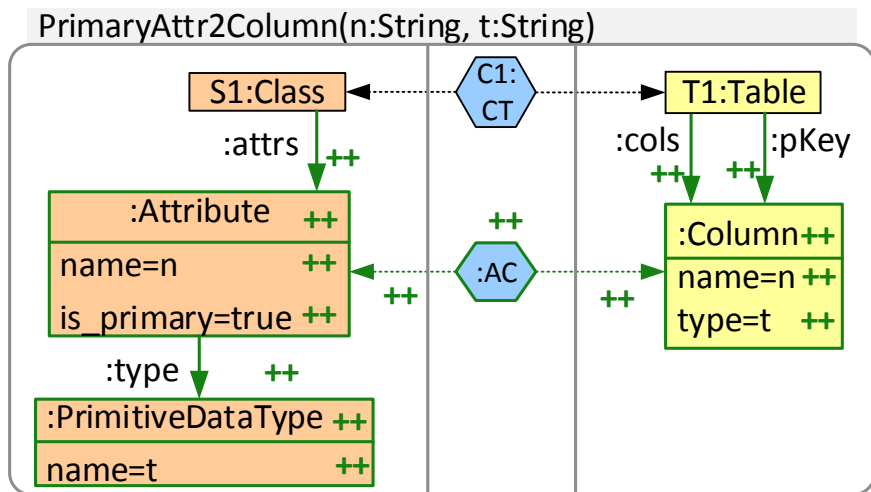 PrimaryAttr2Column(n:String, t:String)
S1:Class
C1:
CT
T1:Table
:attrs
++
:cols
++
:pKey
++
:Attribute ++
name=n ++
is_primary=true ++
++
:AC
++
++
:Column ++
name=n ++
type=t ++
:type
++
:PrimitiveDataType ++
name=t ++